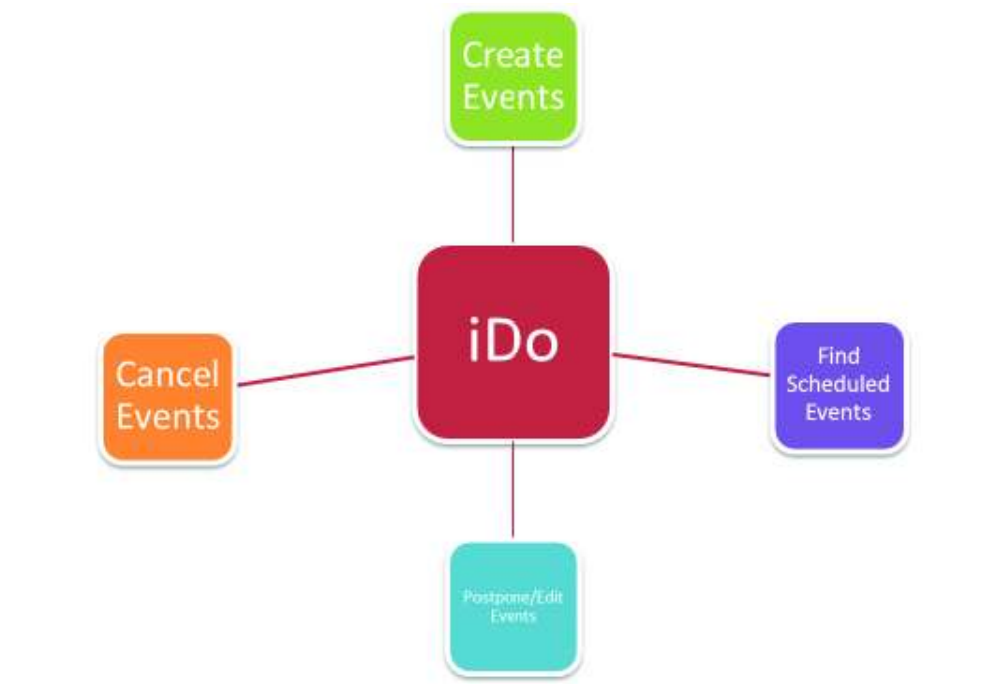 Create
Events
iDo
Cancel
Events
Find
Scheduled
Events
Postpone/Edit
Events